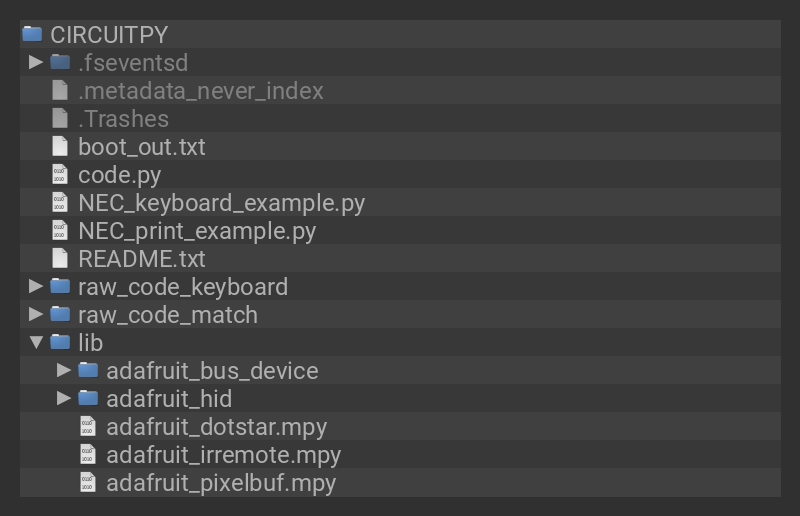 CIRCUITPY
.fseventsd
.metadata_never_index
.Trashes
boot_out.txt
code.py
NEC_keyboard_example.py
NEC_print_example.py
README.txt
raw_code_keyboard
raw_code_match
lib
adafruit_bus_device
adafruit_hid
adafruit_dotstar.mpy
adafruit_irremote.mpy
adafruit_pixelbuf.mpy